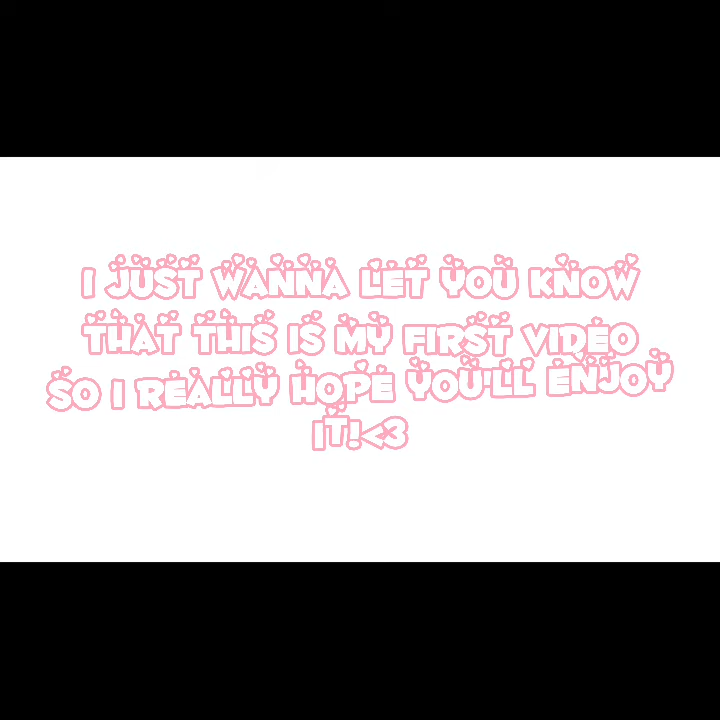 I JUST WANNA LET YOU KNOW
THAT THIS IS MY FIRST VIDEO
SO I REALLY HOPE YOU'LL ENJOY
IT!<3